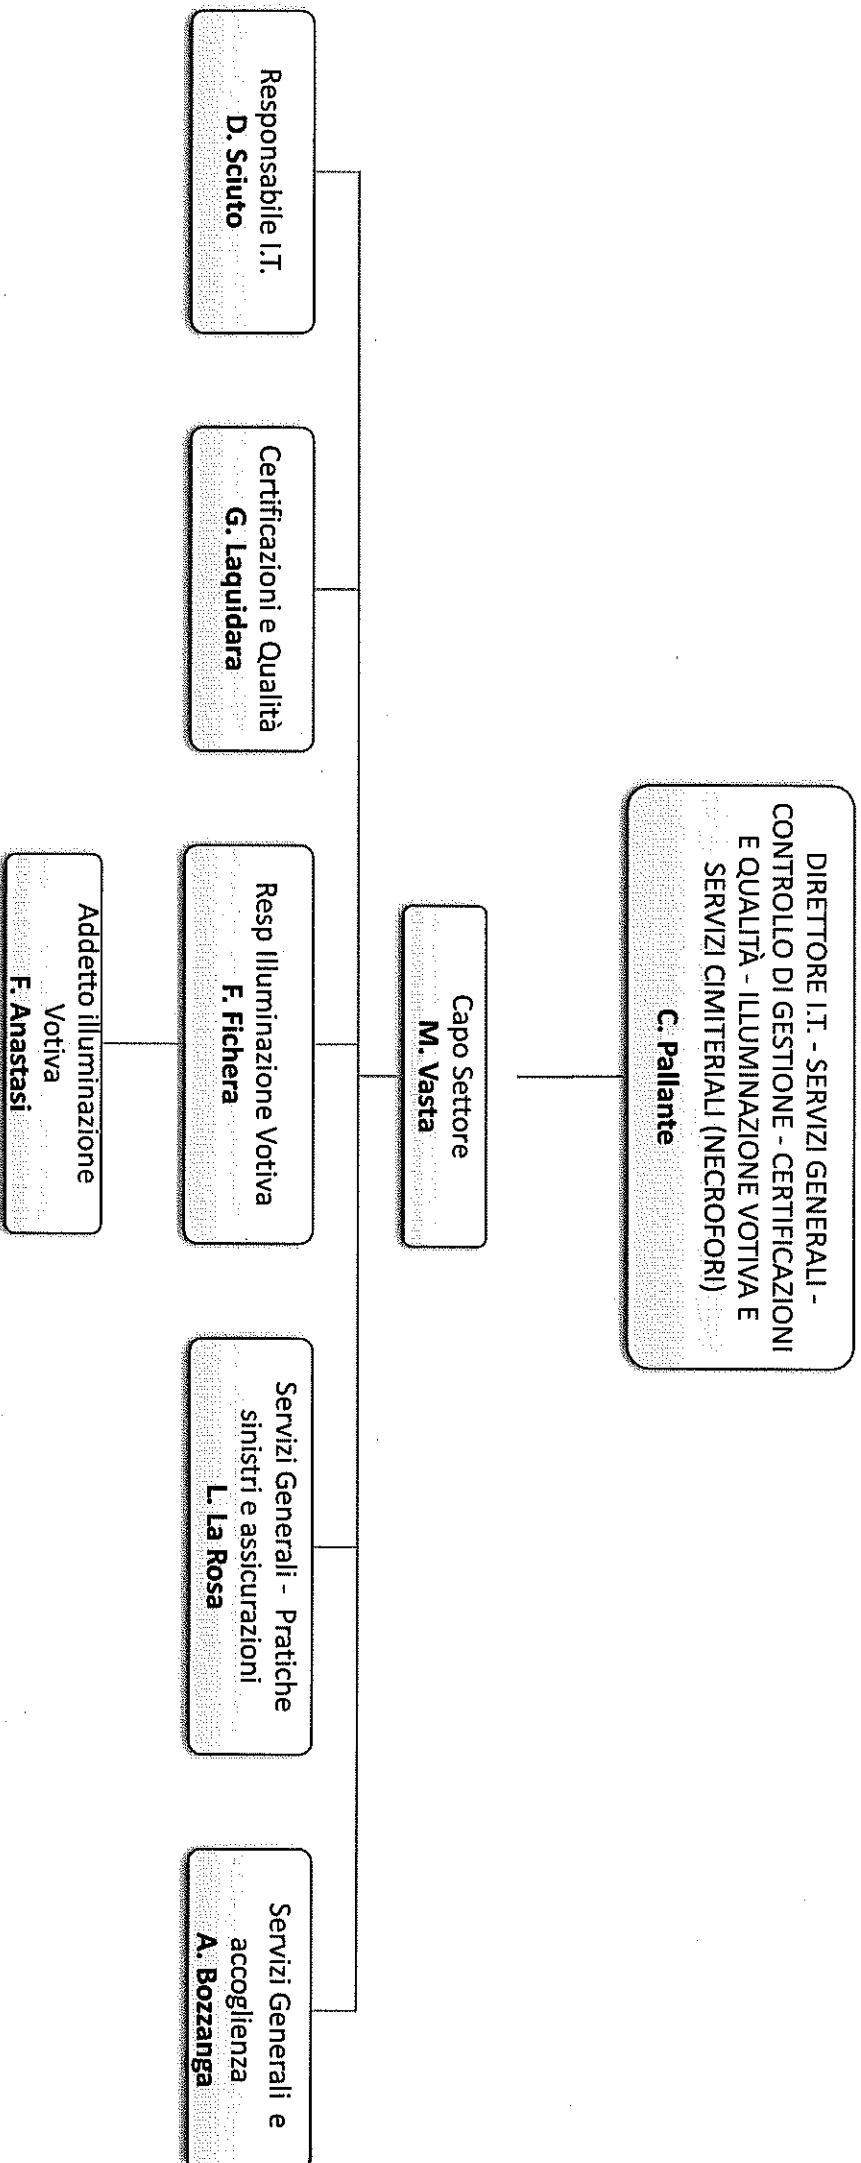 DIRETTORE I.T. - SERVIZI GENERALI -
CONTROLLO DI GESTIONE - CERTIFICAZIONI
E QUALITÀ - ILLUMINAZIONE VOTIVA E
SERVIZI CIMITERIALI (NECROFORI)
C. Pallante
Capo Settore
M. Vasta
Responsabile I.T.
D. Sciuto
Certificazioni e Qualità
G. Laquidara
Resp Illuminazione Votiva
F. Fichera
Servizi Generali - Pratiche
sinistri e assicurazioni
L. La Rosa
Servizi Generali e
accoglienza
A. Bozzanga
Addetto illuminazione
Votiva
F. Anastasi